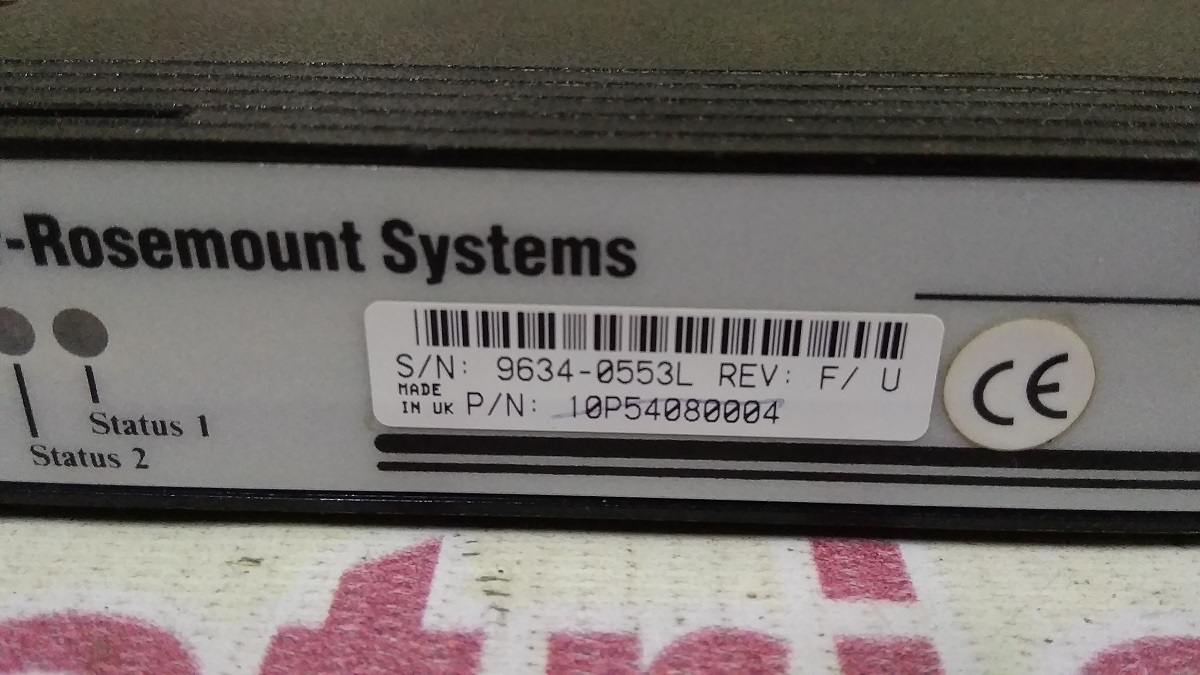 -Rosemount Systems
S/N: 9634-0553L REV: F/ U
MADE
IN UK P/N: 10P54080004
CE
Status 1
Status 2